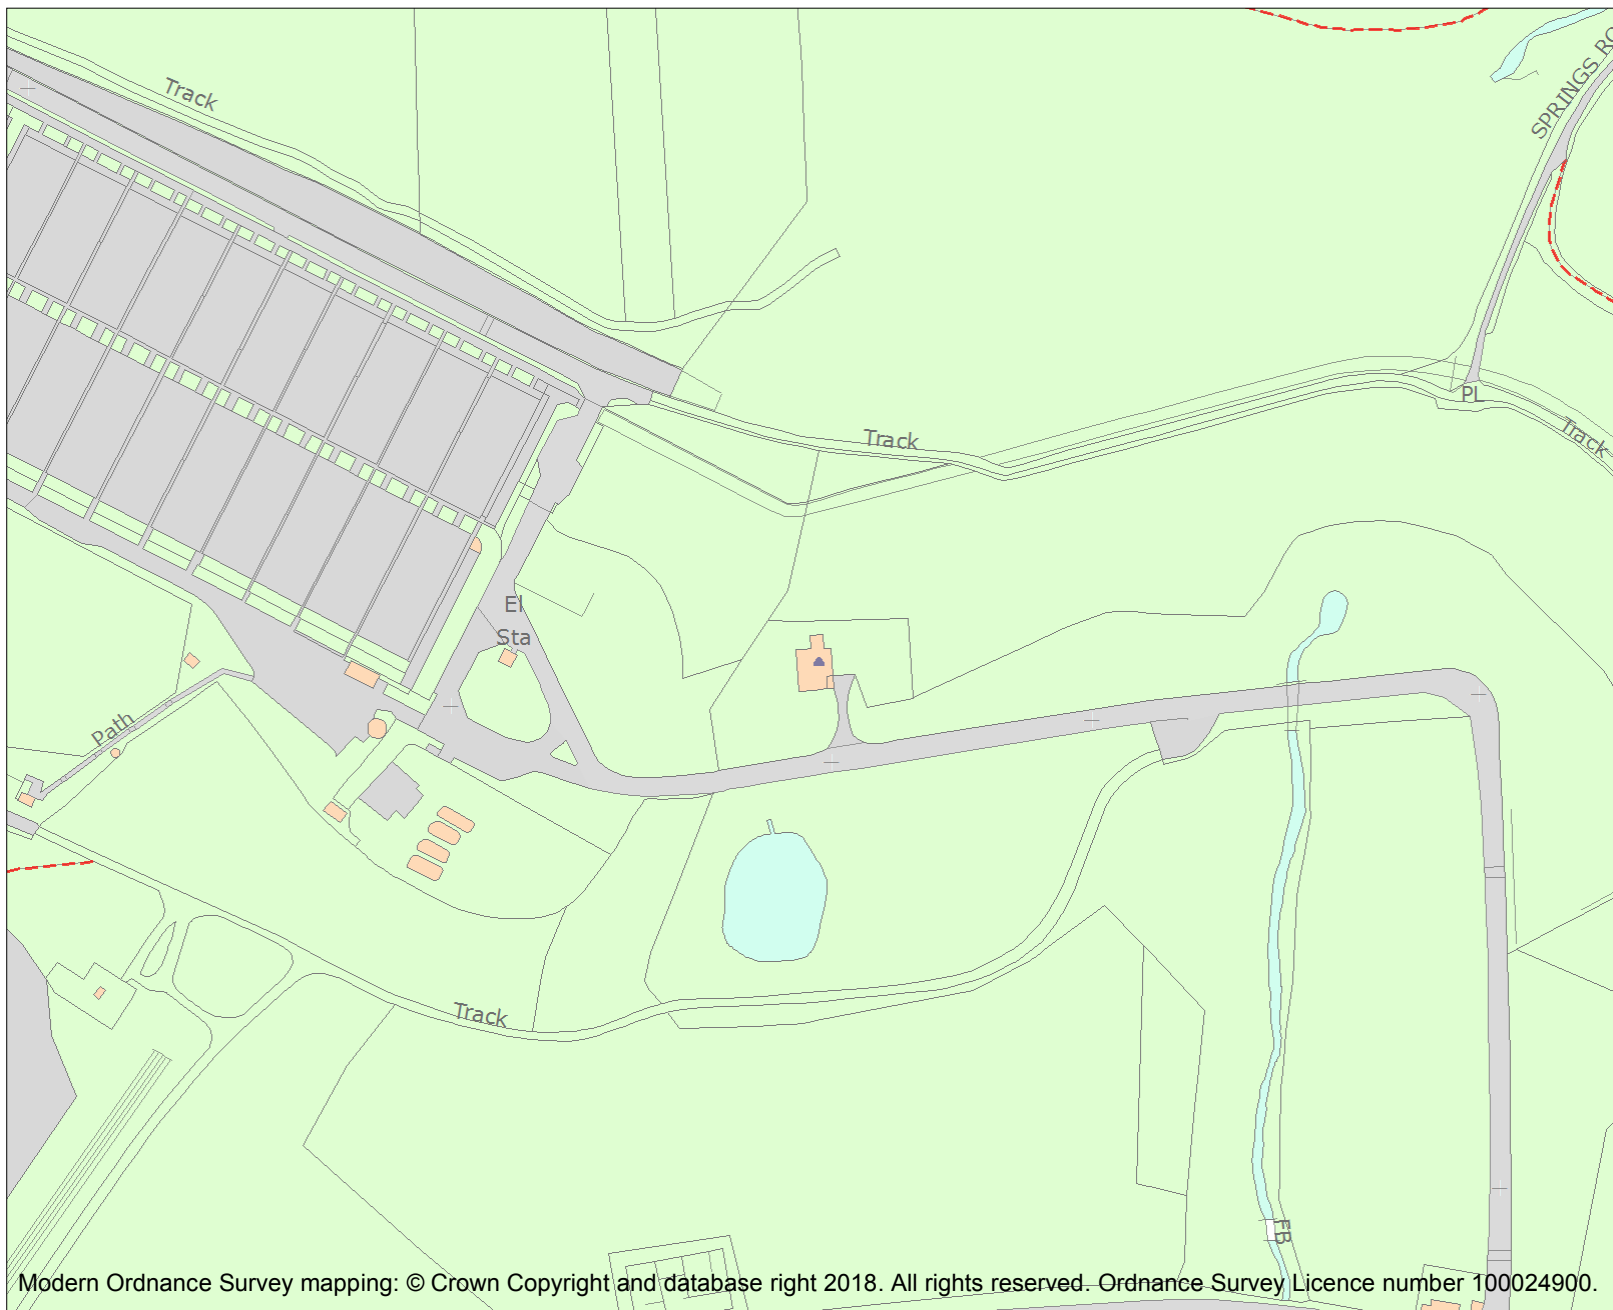 Track
SPRINGS RO
PL
Track
Track
El
Sta
Path
Track
FB
Modern Ordnance Survey mapping: © Crown Copyright and database right 2018. All rights reserved. Ordnance Survey Licence number 100024900.